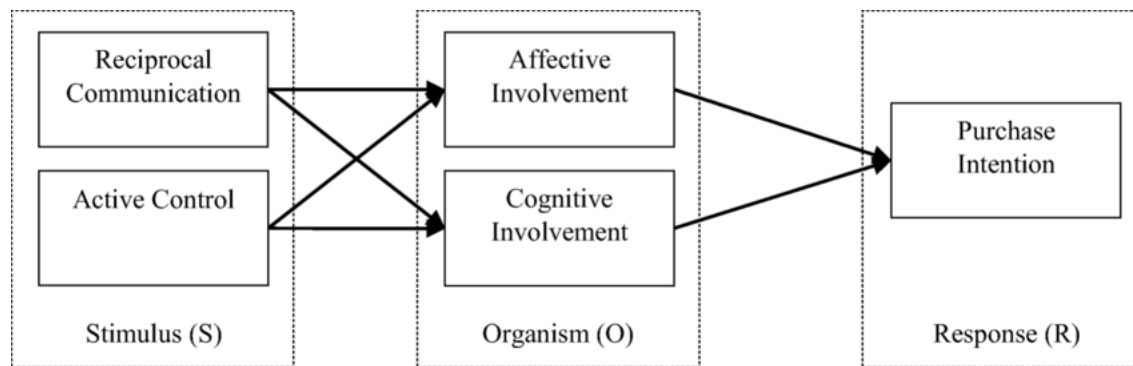 Reciprocal
Communication
Active Control
Stimulus (S)
Affective
Involvement
Cognitive
Involvement
Organism (O)
Purchase
Intention
Response (R)